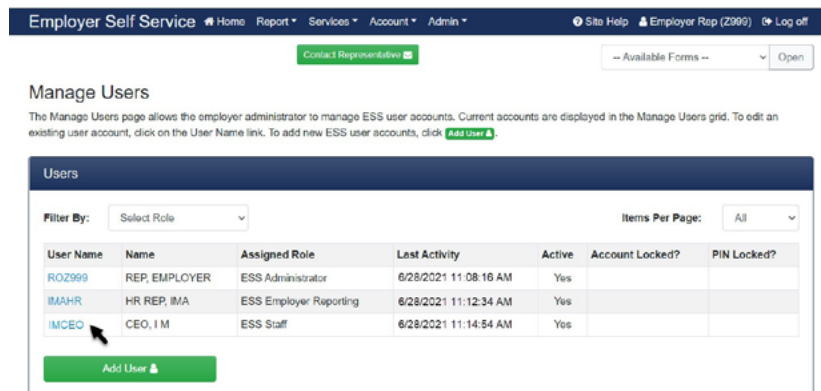 Employer Self Service Home Report Services Account Admin Site Help Employer Rep (Z999) Log off
Contact Representative -- Available Forms -- Open
Manage Users
The Manage Users page allows the employer administrator to manage ESS user accounts. Current accounts are displayed in the Manage Users grid. To edit an
existing user account, click on the User Name link. To add new ESS user accounts, click Add User.
Users
Filter By: Select Role Items Per Page: All
User Name Name Assigned Role Last Activity Active Account Locked? PIN Locked?
ROZ999 REP, EMPLOYER ESS Administrator 6/28/2021 11:08:16 AM Yes
IMAHR HR REP, IMA ESS Employer Reporting 6/28/2021 11:12:34 AM Yes
IMCEO CEO, I M ESS Staff 6/28/2021 11:14:54 AM Yes
Add User